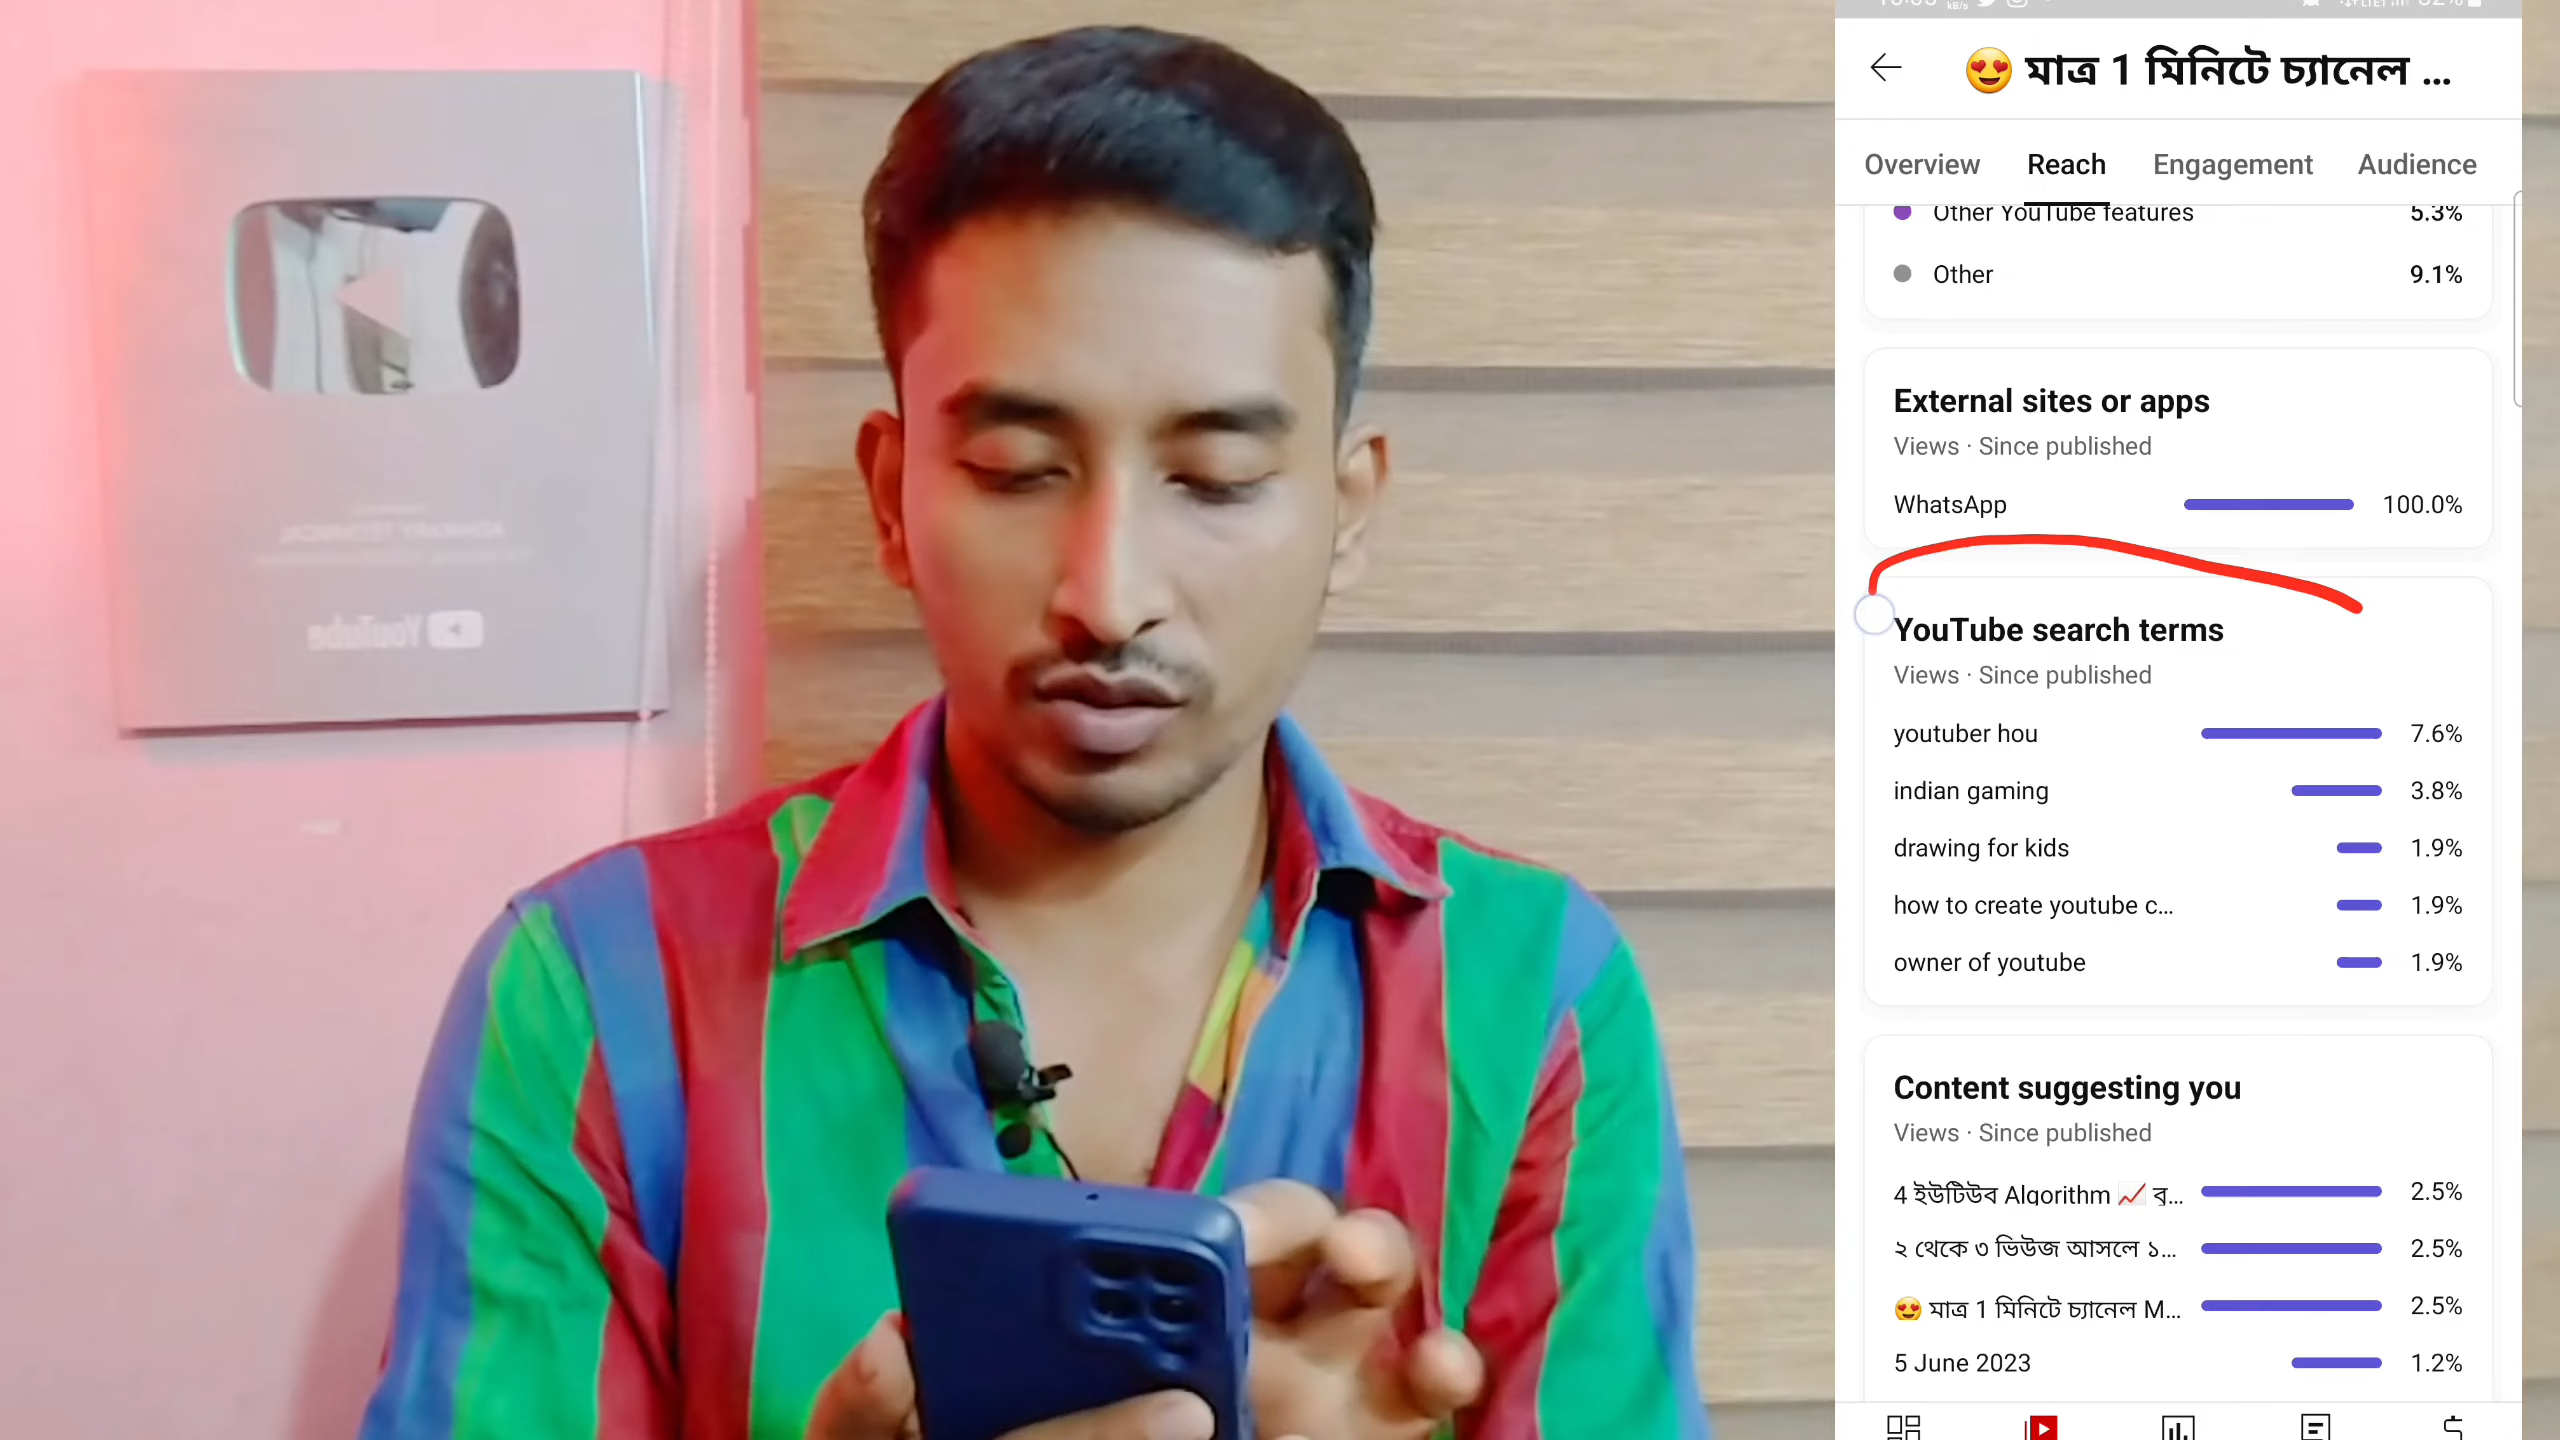 ADHIKARY TECHNICAL
YouTube
😍 মাত্র 1 মিনিটে চ্যানেল ...
Overview Reach Engagement Audience
Other YouTube features 5.3%
Other 9.1%
External sites or apps
Views · Since published
WhatsApp 100.0%
YouTube search terms
Views · Since published
youtuber hou 7.6%
indian gaming 3.8%
drawing for kids 1.9%
how to create youtube c... 1.9%
owner of youtube 1.9%
Content suggesting you
Views · Since published
4 ইউটিউব Algorithm 📈 বৃ... 2.5%
২ থেকে ৩ ভিউজ আসলে ১... 2.5%
😍 মাত্র 1 মিনিটে চ্যানেল M... 2.5%
5 June 2023 1.2%